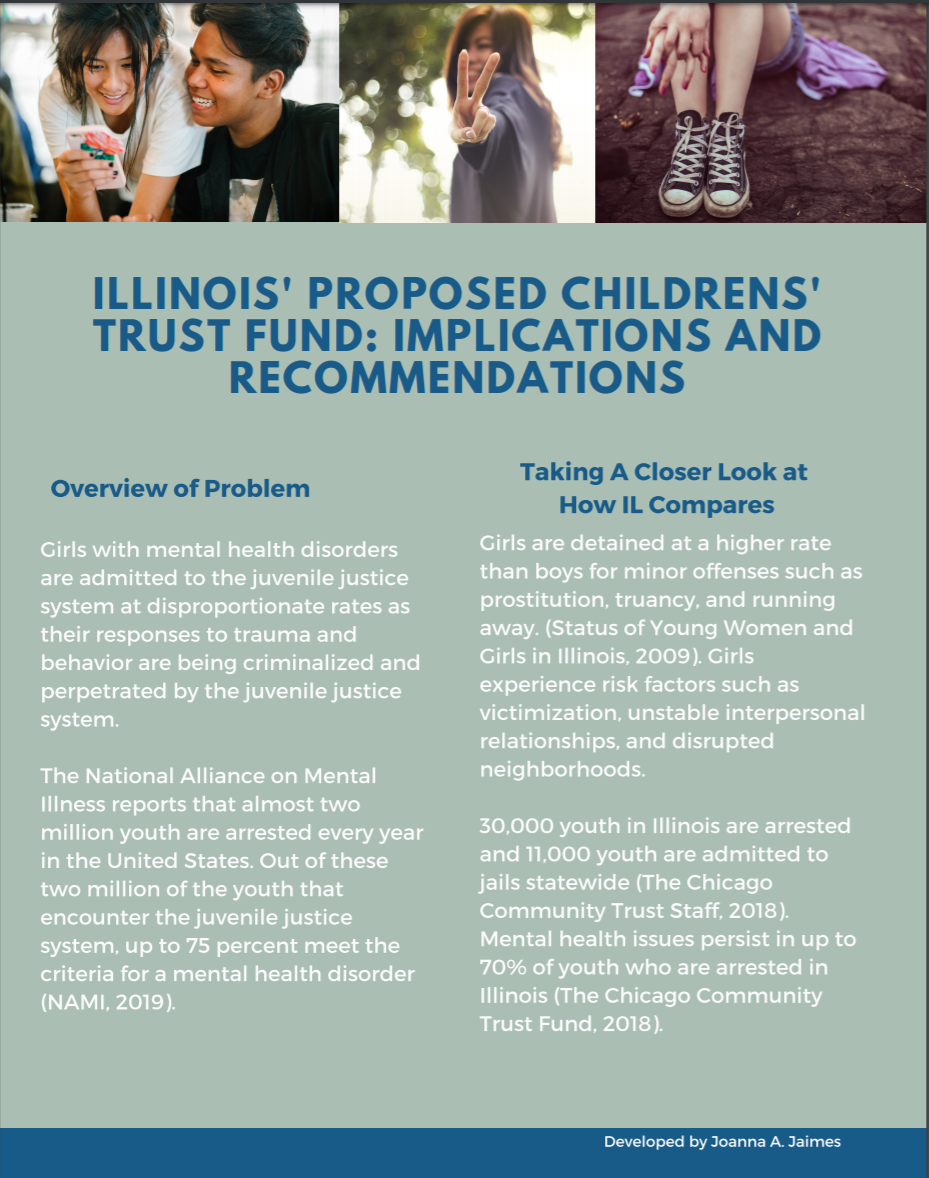 ILLINOIS' PROPOSED CHILDRENS'
TRUST FUND: IMPLICATIONS AND
RECOMMENDATIONS
Overview of Problem
Girls with mental health disorders
are admitted to the juvenile justice
system at disproportionate rates as
their responses to trauma and
behavior are being criminalized and
perpetrated by the juvenile justice
system.
The National Alliance on Mental
Illness reports that almost two
million youth are arrested every year
in the United States. Out of these
two million of the youth that
encounter the juvenile justice
system, up to 75 percent meet the
criteria for a mental health disorder
(NAMI, 2019).
Taking A Closer Look at
How IL Compares
Girls are detained at a higher rate
than boys for minor offenses such as
prostitution, truancy, and running
away. (Status of Young Women and
Girls in Illinois, 2009). Girls
experience risk factors such as
victimization, unstable interpersonal
relationships, and disrupted
neighborhoods.
30,000 youth in Illinois are arrested
and 11,000 youth are admitted to
jails statewide (The Chicago
Community Trust Staff, 2018).
Mental health issues persist in up to
70% of youth who are arrested in
Illinois (The Chicago Community
Trust Fund, 2018).
Developed by Joanna A. Jaimes